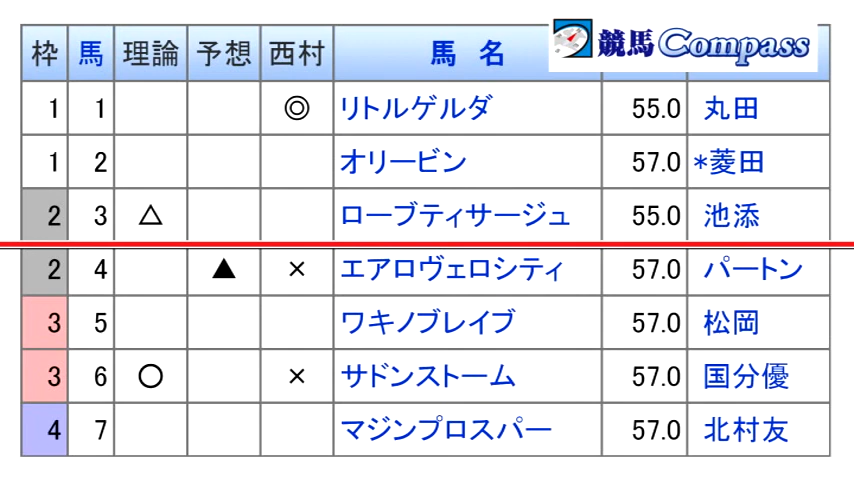 枠 馬 理論 予想 西村 馬 名 競馬Compass
1 1 ◎ リトルゲルダ 55.0 丸田
1 2 オリービン 57.0 *菱田
2 3 △ ローブティサージュ 55.0 池添
2 4 ▲ × エアロヴェロシティ 57.0 パートン
3 5 ワキノブレイブ 57.0 松岡
3 6 ○ × サドンストーム 57.0 国分優
4 7 マジンプロスパー 57.0 北村友